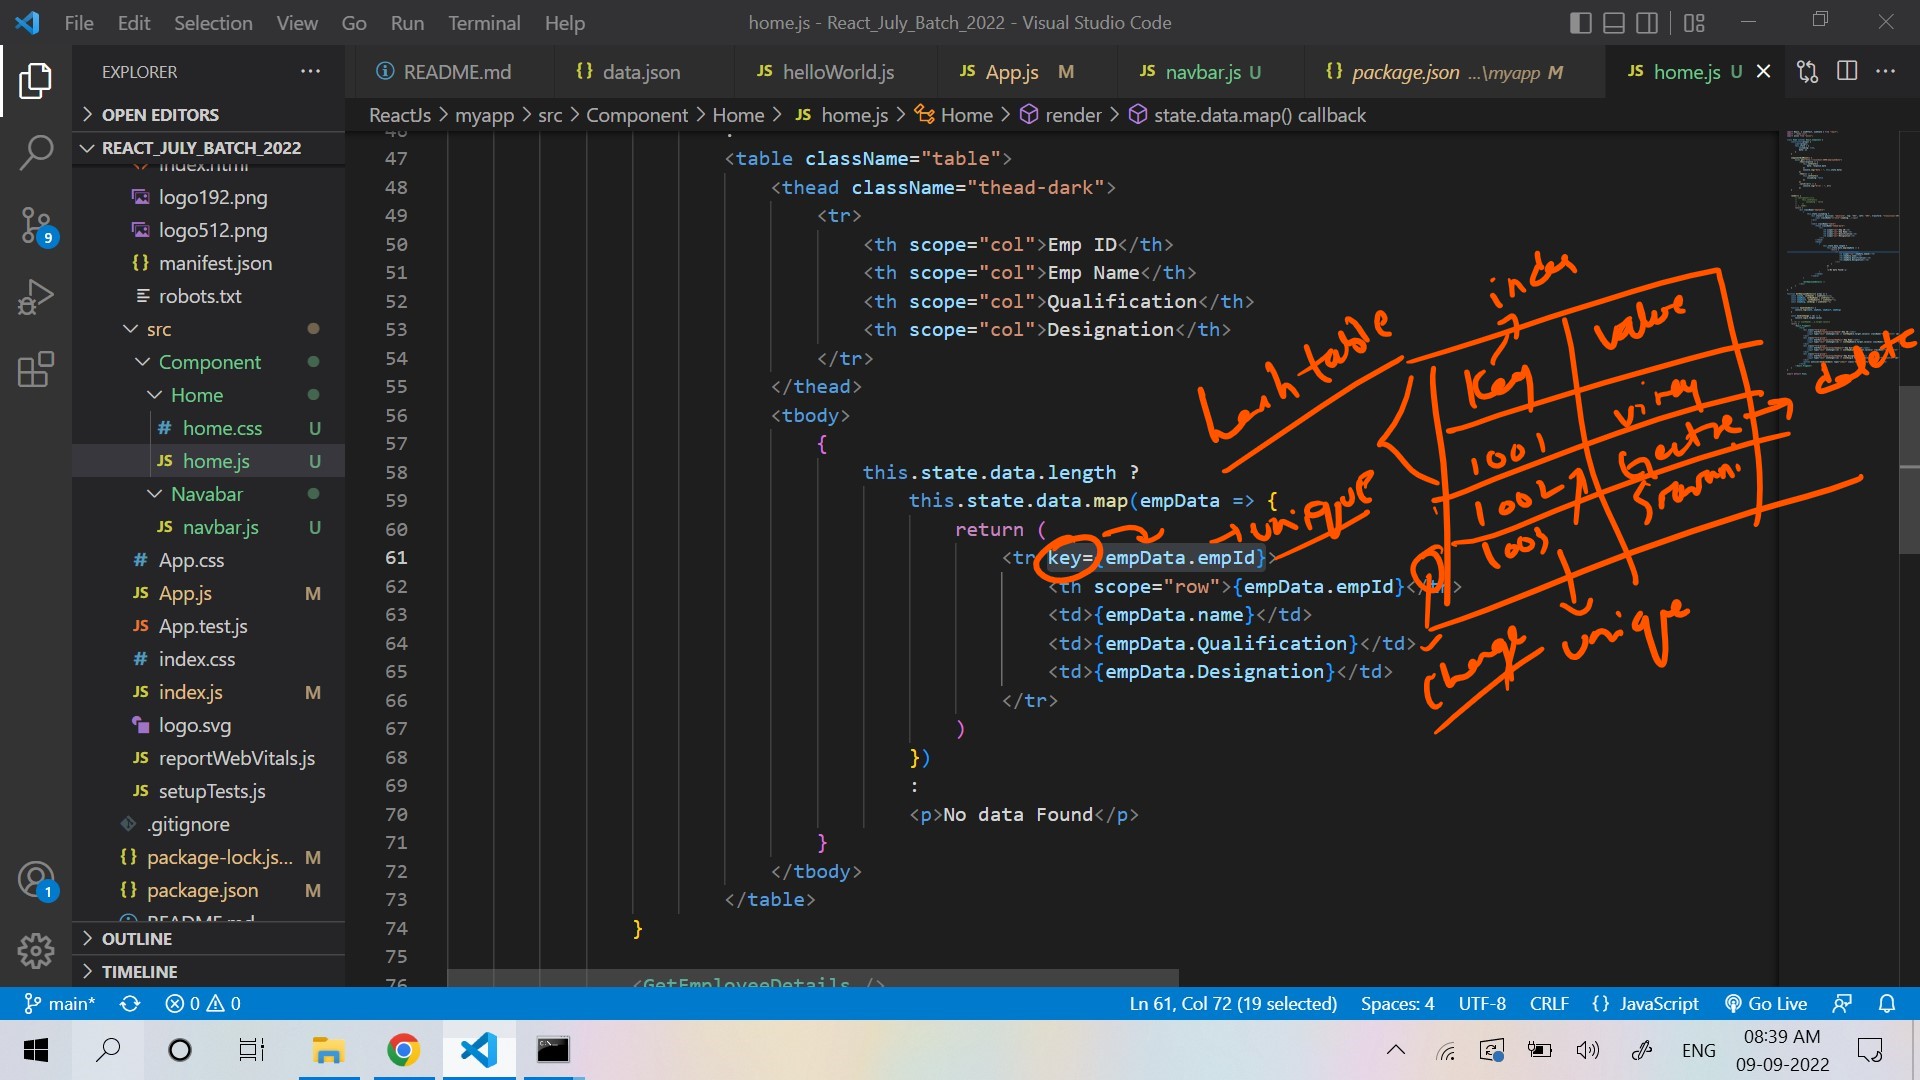 File Edit Selection View Go Run Terminal Help
home.js - React_July_Batch_2022 - Visual Studio Code
EXPLORER
OPEN EDITORS
REACT_JULY_BATCH_2022
index.html
logo192.png
logo512.png
manifest.json
robots.txt
src
Component
Home
home.css U
home.js U
Navabar
navbar.js U
App.css
App.js M
App.test.js
index.css
index.js M
logo.svg
reportWebVitals.js
setupTests.js
.gitignore
package-lock.js... M
package.json M
README.md
OUTLINE
TIMELINE
9
1
README.md data.json helloWorld.js App.js M navbar.js U package.json ...\myapp M home.js U
ReactJs > myapp > src > Component > Home > JS home.js > Home > render > state.data.map() callback
46 :
47 <table className="table">
48 <thead className="thead-dark">
49 <tr>
50 <th scope="col">Emp ID</th>
51 <th scope="col">Emp Name</th>
52 <th scope="col">Qualification</th>
53 <th scope="col">Designation</th>
54 </tr>
55 </thead>
56 <tbody>
57 {
58 this.state.data.length ?
59 this.state.data.map(empData => {
60 return (
61 <tr key={empData.empId}>
62 <th scope="row">{empData.empId}</th>
63 <td>{empData.name}</td>
64 <td>{empData.Qualification}</td>
65 <td>{empData.Designation}</td>
66 </tr>
67 )
68 })
69 :
70 <p>No data Found</p>
71 }
72 </tbody>
73 </table>
74 }
75
76 <GetEmployeeDetails />
hash table
index
Key value
1001 viray
1002
1003
delete
unique
unique
change
main* 0 0
Ln 61, Col 72 (19 selected) Spaces: 4 UTF-8 CRLF {} JavaScript Go Live
ENG
08:39 AM
09-09-2022